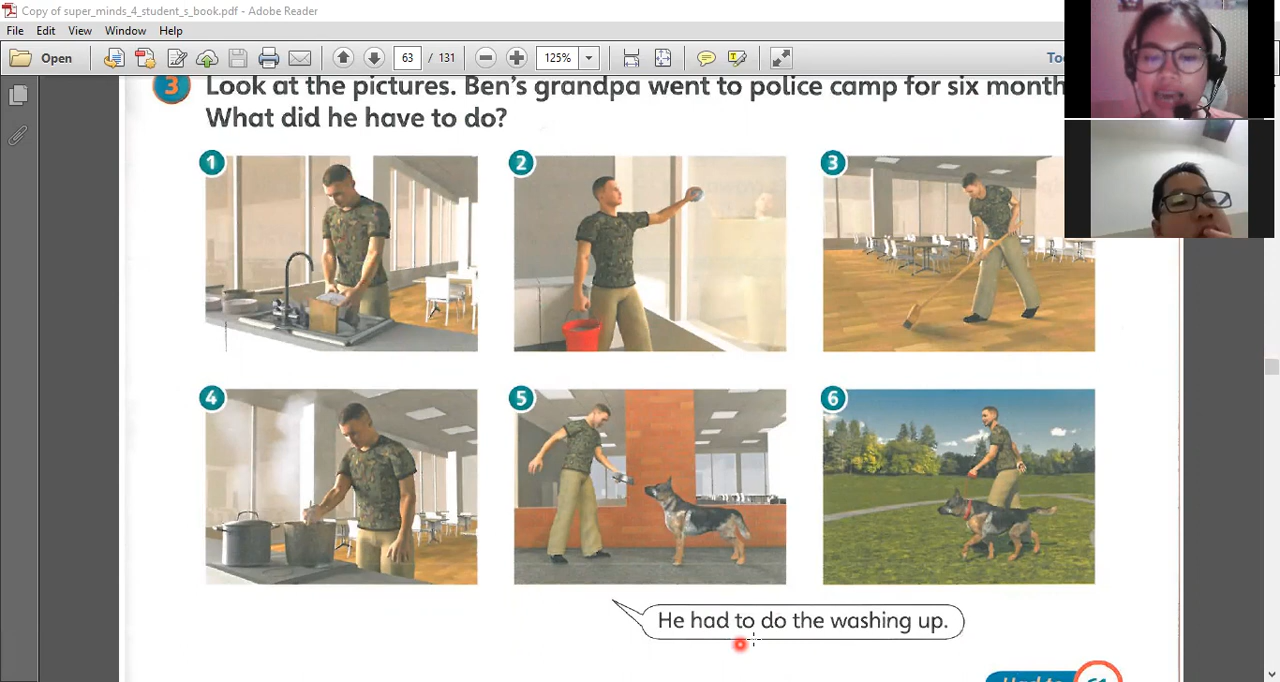 Copy of super_minds_4_student_s_book.pdf - Adobe Reader
File Edit View Window Help
Open 63 / 131 125%
3 Look at the pictures. Ben's grandpa went to police camp for six month
What did he have to do?
1 2 3
4 5 6
He had to do the washing up.